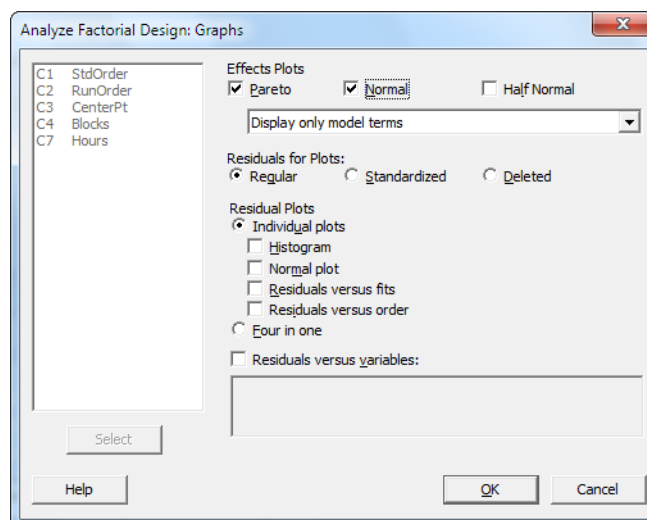 Analyze Factorial Design: Graphs
C1 StdOrder
C2 RunOrder
C3 CenterPt
C4 Blocks
C7 Hours
Select
Effects Plots
Pareto Normal Half Normal
Display only model terms
Residuals for Plots:
Regular Standardized Deleted
Residual Plots
Individual plots
Histogram
Normal plot
Residuals versus fits
Residuals versus order
Four in one
Residuals versus variables:
Help OK Cancel